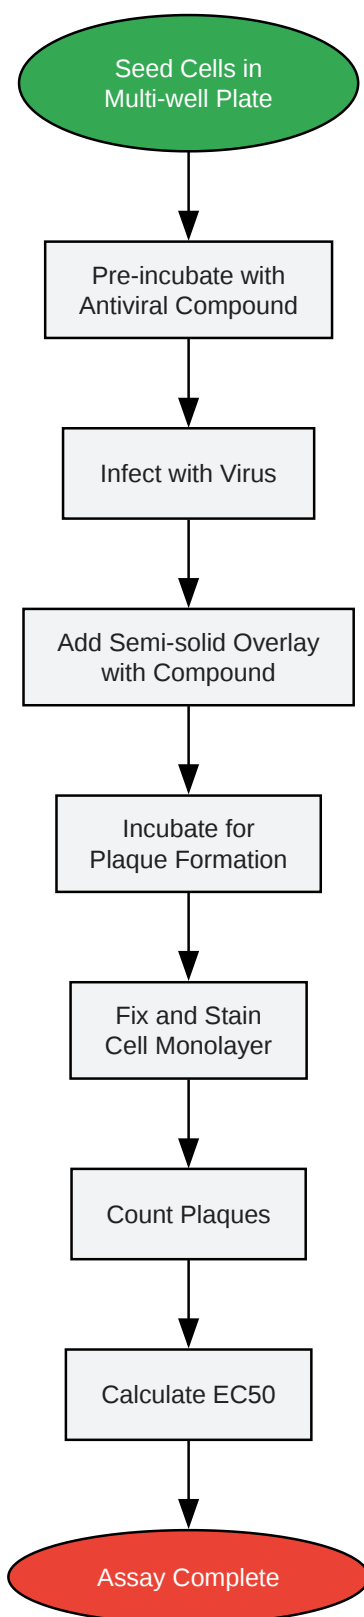 Seed Cells in
Multi-well Plate
Pre-incubate with
Antiviral Compound
Infect with Virus
Add Semi-solid Overlay
with Compound
Incubate for
Plaque Formation
Fix and Stain
Cell Monolayer
Count Plaques
Calculate EC50
Assay Complete